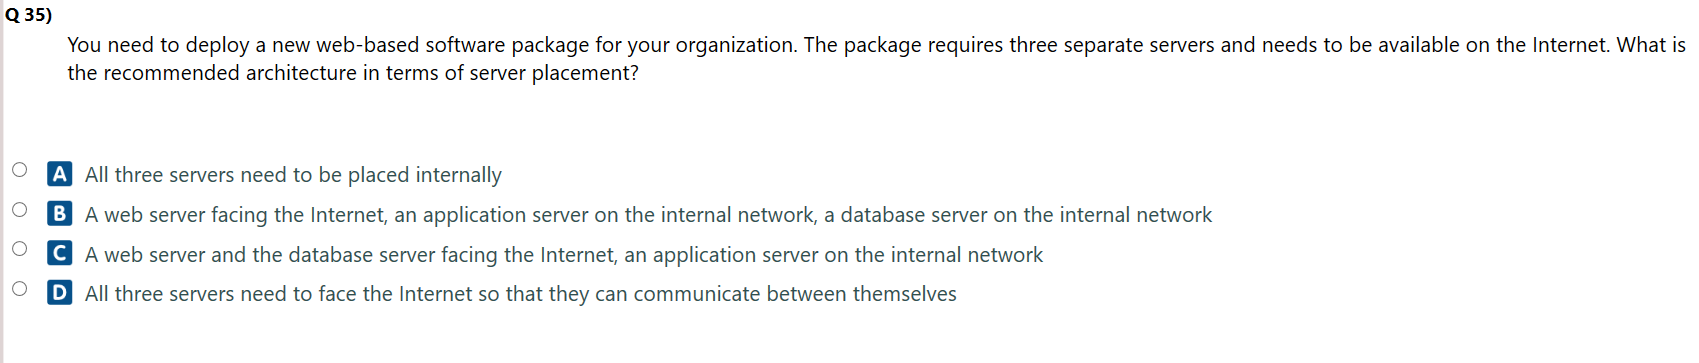 Q 35)
You need to deploy a new web-based software package for your organization. The package requires three separate servers and needs to be available on the Internet. What is
the recommended architecture in terms of server placement?
A All three servers need to be placed internally
B A web server facing the Internet, an application server on the internal network, a database server on the internal network
C A web server and the database server facing the Internet, an application server on the internal network
D All three servers need to face the Internet so that they can communicate between themselves